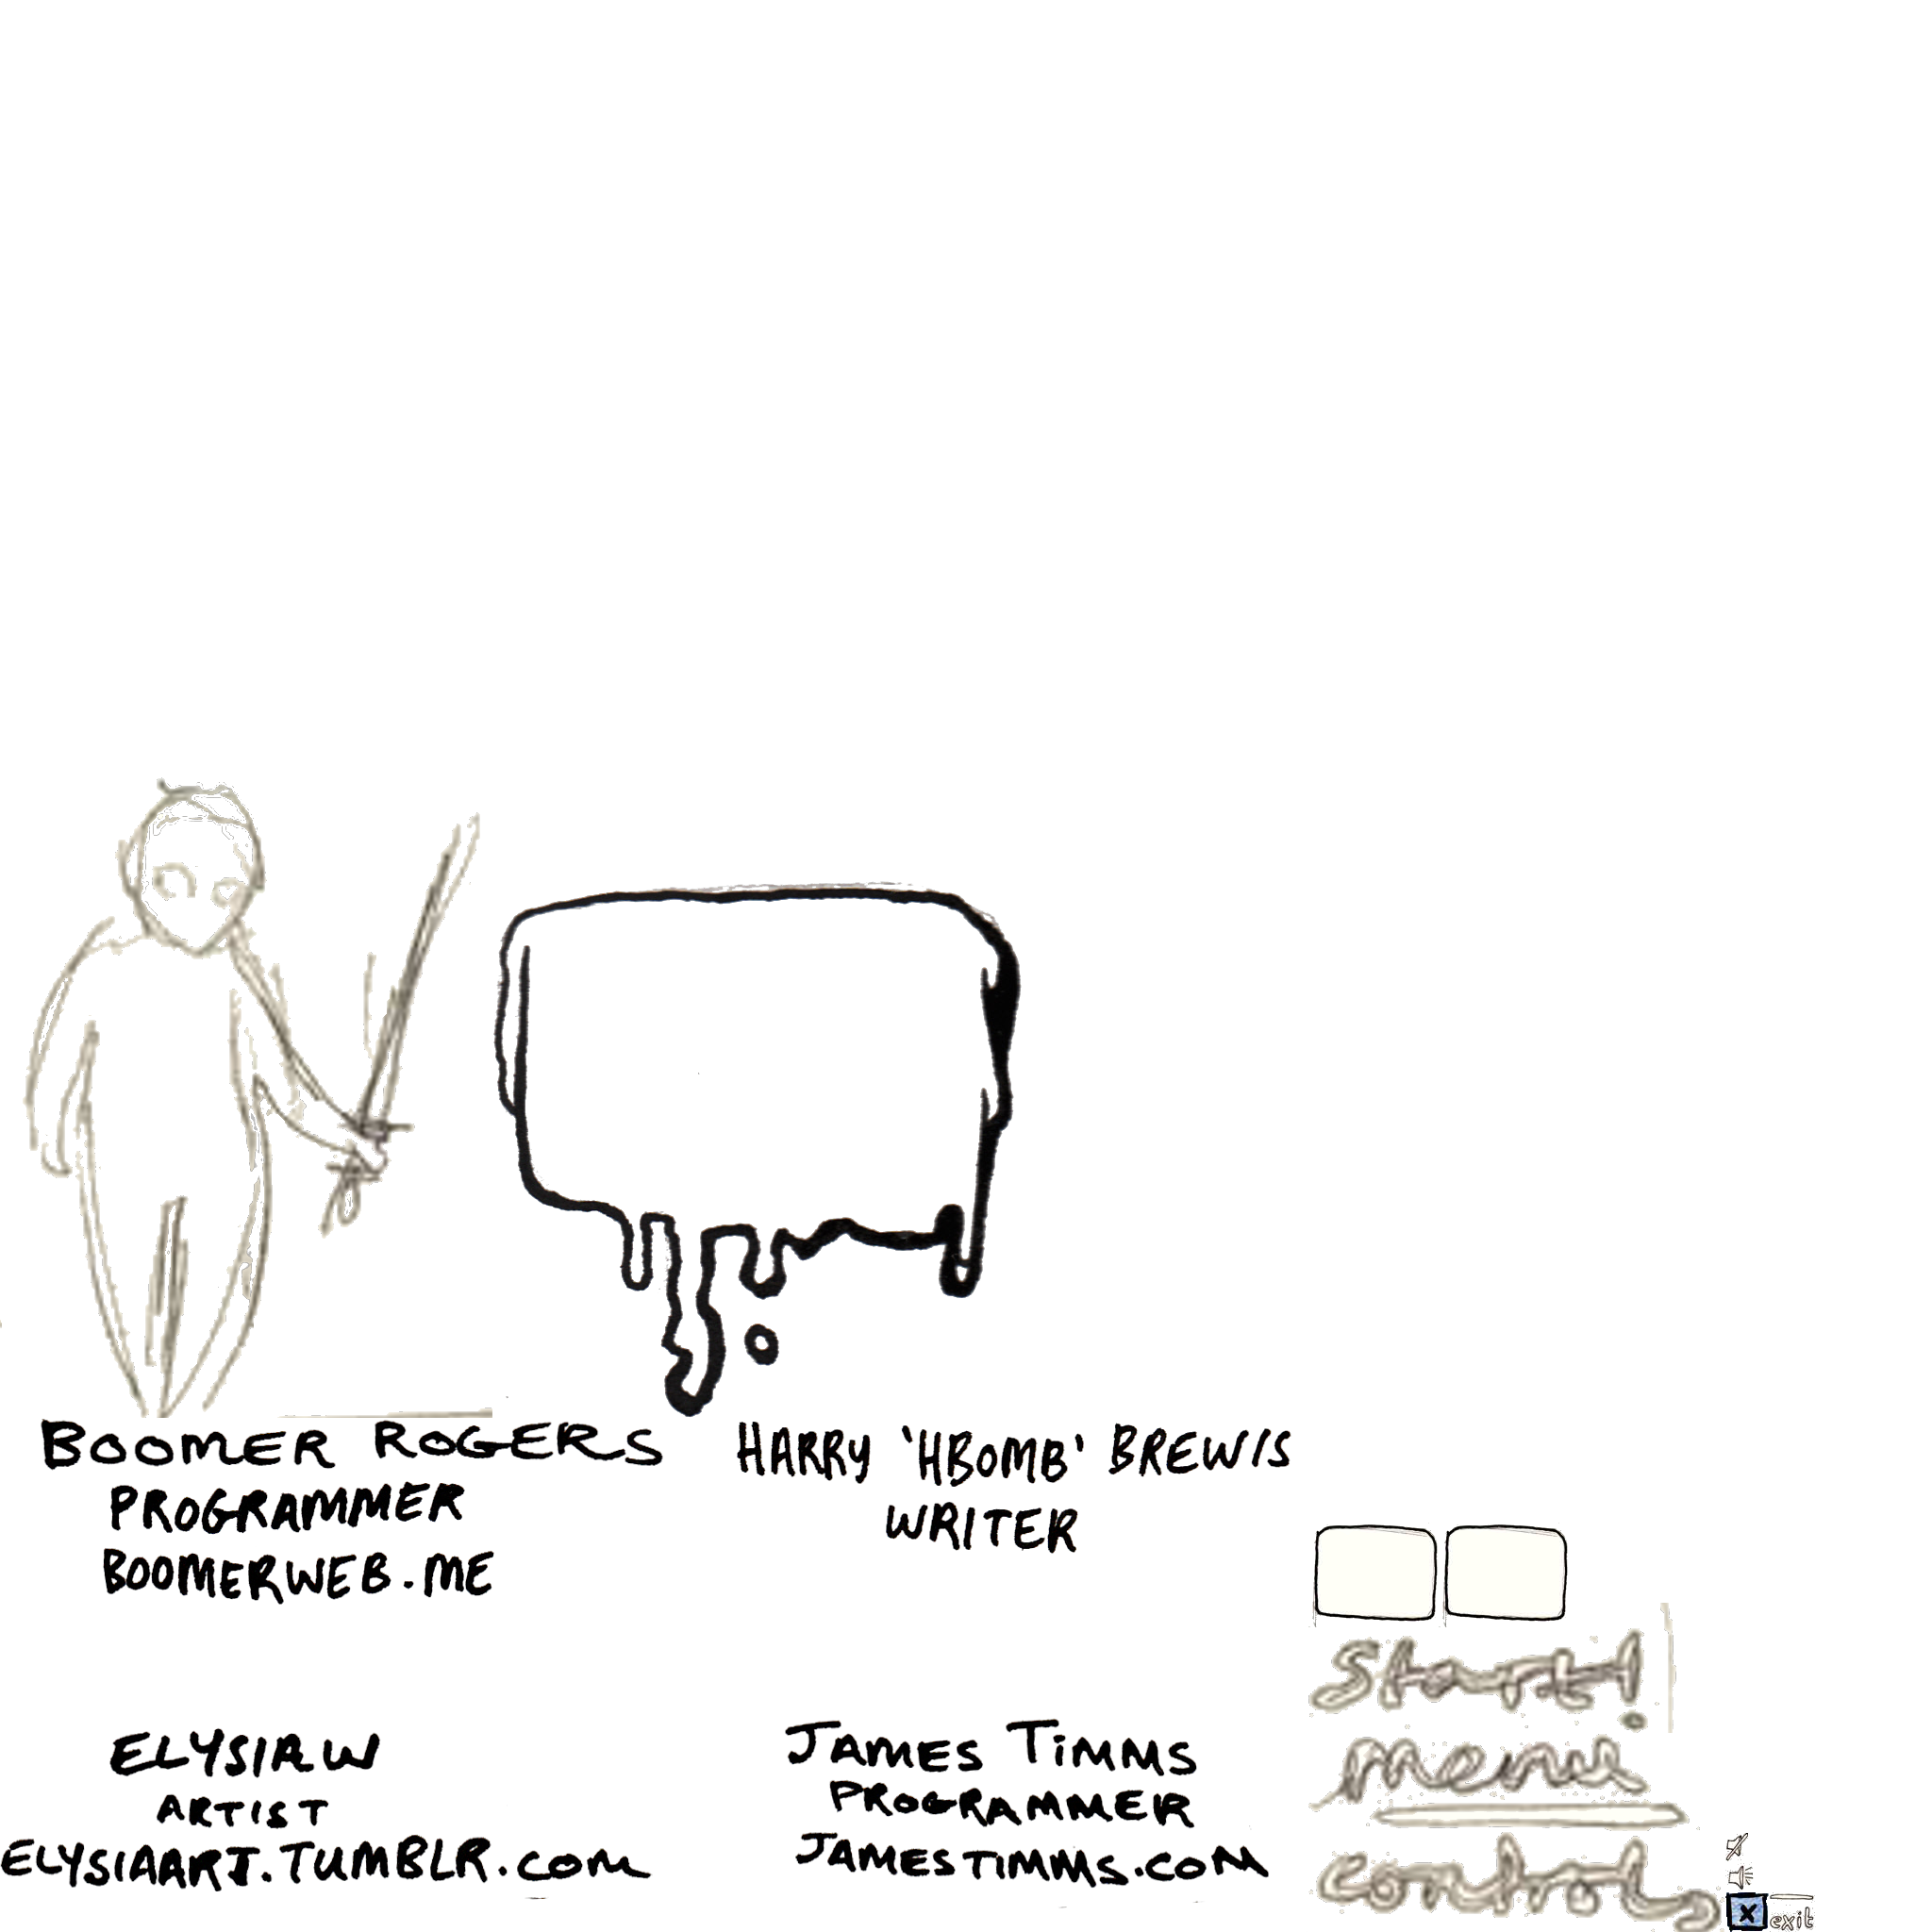 BOOMER ROGERS
PROGRAMMER
BOOMERWEB.ME
HARRY 'HBOMB' BREWIS
WRITER
ELYSIAW
ARTIST
ELYSIAART.TUMBLR.COM
JAMES TIMMS
PROGRAMMER
JAMESTIMMS.COM
start!
menu
controls
x exit